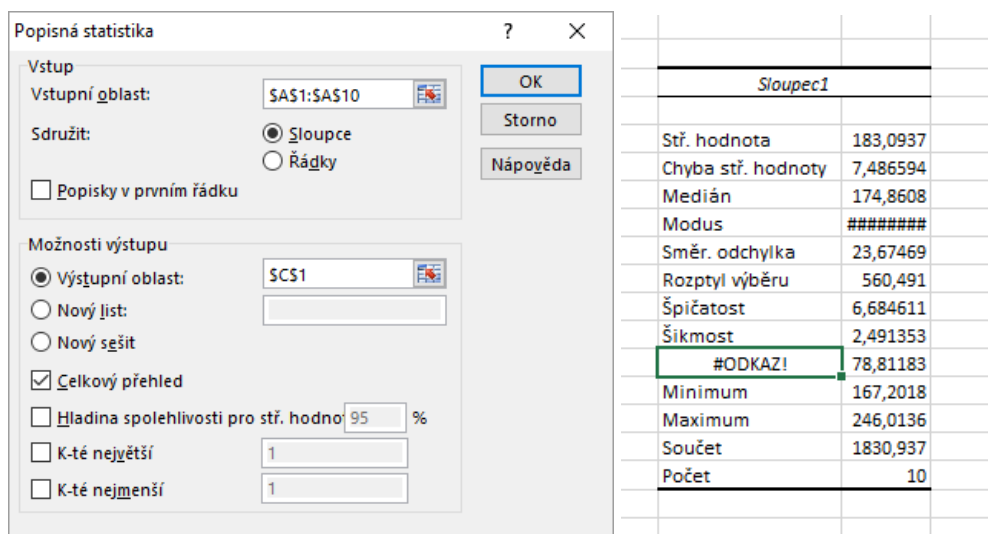 Popisná statistika
?
Vstup
Vstupní oblast:
$A$1:$A$10
Sdružit:
Sloupce
Řádky
Popisky v prvním řádku
OK
Storno
Nápověda
Možnosti výstupu
Výstupní oblast:
$C$1
Nový list:
Nový sešit
Celkový přehled
Hladina spolehlivosti pro stř. hodno 95 %
K-té největší 1
K-té nejmenší 1
Sloupec1
Stř. hodnota 183,0937
Chyba stř. hodnoty 7,486594
Medián 174,8608
Modus ########
Směr. odchylka 23,67469
Rozptyl výběru 560,491
Špičatost 6,684611
Šikmost 2,491353
#ODKAZ! 78,81183
Minimum 167,2018
Maximum 246,0136
Součet 1830,937
Počet 10